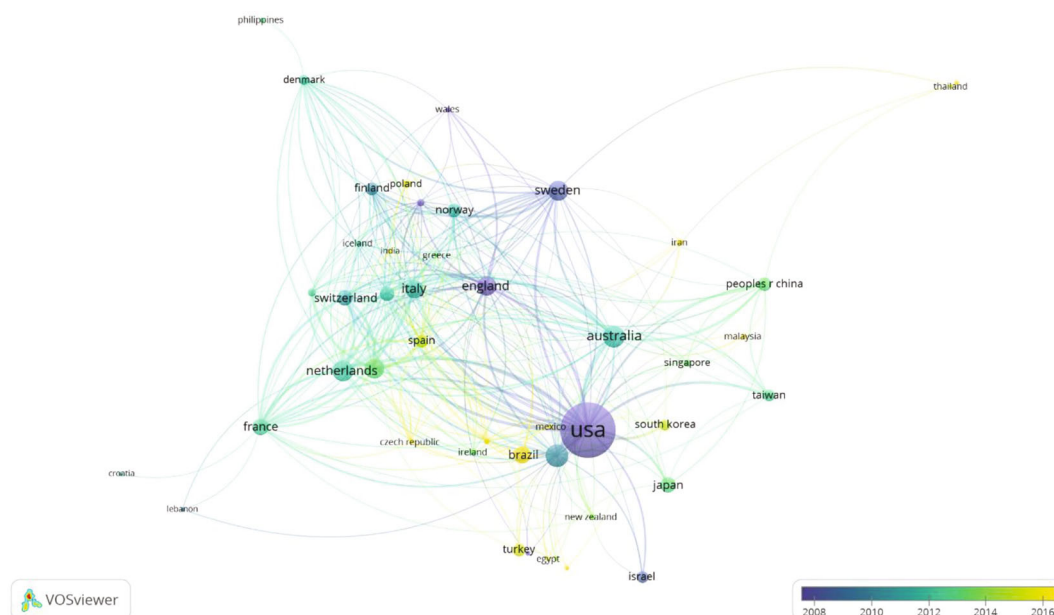 philippines
denmark
thailand
wales
finland
poland
sweden
norway
iceland
india
greece
iran
switzerland
italy
england
peoples r china
spain
australia
malaysia
singapore
netherlands
taiwan
france
mexico
usa
south korea
czech republic
ireland
brazil
croatia
japan
lebanon
new zealand
turkey
egypt
israel
VOSviewer
2008 2010 2012 2014 2016